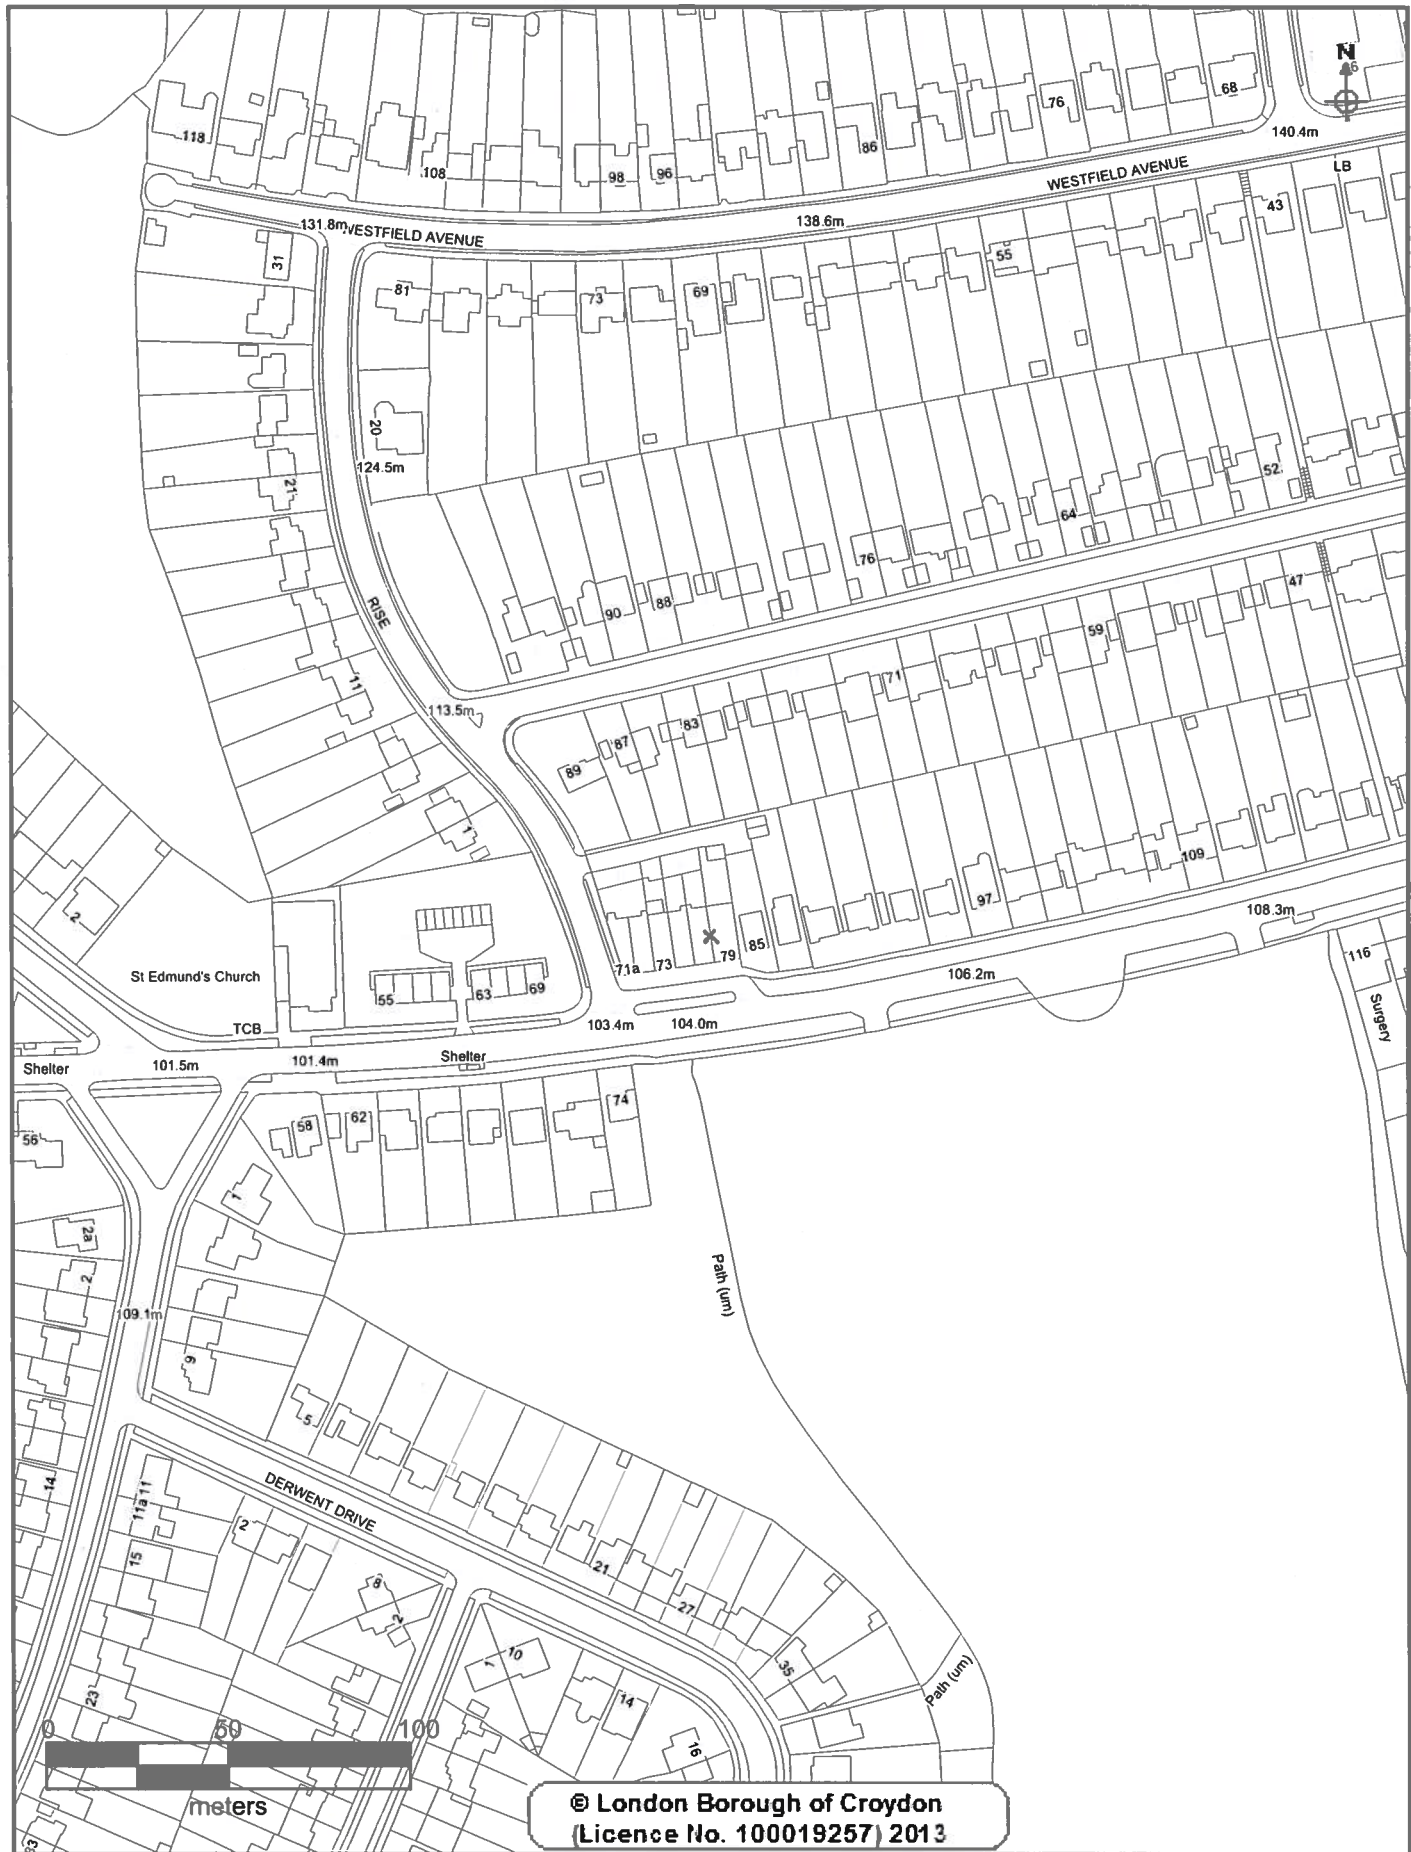 N
6
68
76
118
86
140.4m
108
98
96
WESTFIELD AVENUE
LB
43
131.8m
WESTFIELD AVENUE
138.6m
31
55
81
73
69
20
124.5m
21
52
64
76
90
88
RISE
47
59
11
71
113.5m
83
87
89
1
109
2
97
108.3m
85
79
116
71a
73
106.2m
St Edmund's Church
55
63
69
Surgery
TCB
103.4m
104.0m
Shelter
101.5m
101.4m
Shelter
74
58
62
56
1
2a
2
Path (um)
109.1m
9
5
14
DERWENT DRIVE
11a 11
2
15
21
8
2
27
35
1
10
Path (um)
23
14
16
0
50
100
meters
33
© London Borough of Croydon
(Licence No. 100019257) 2013